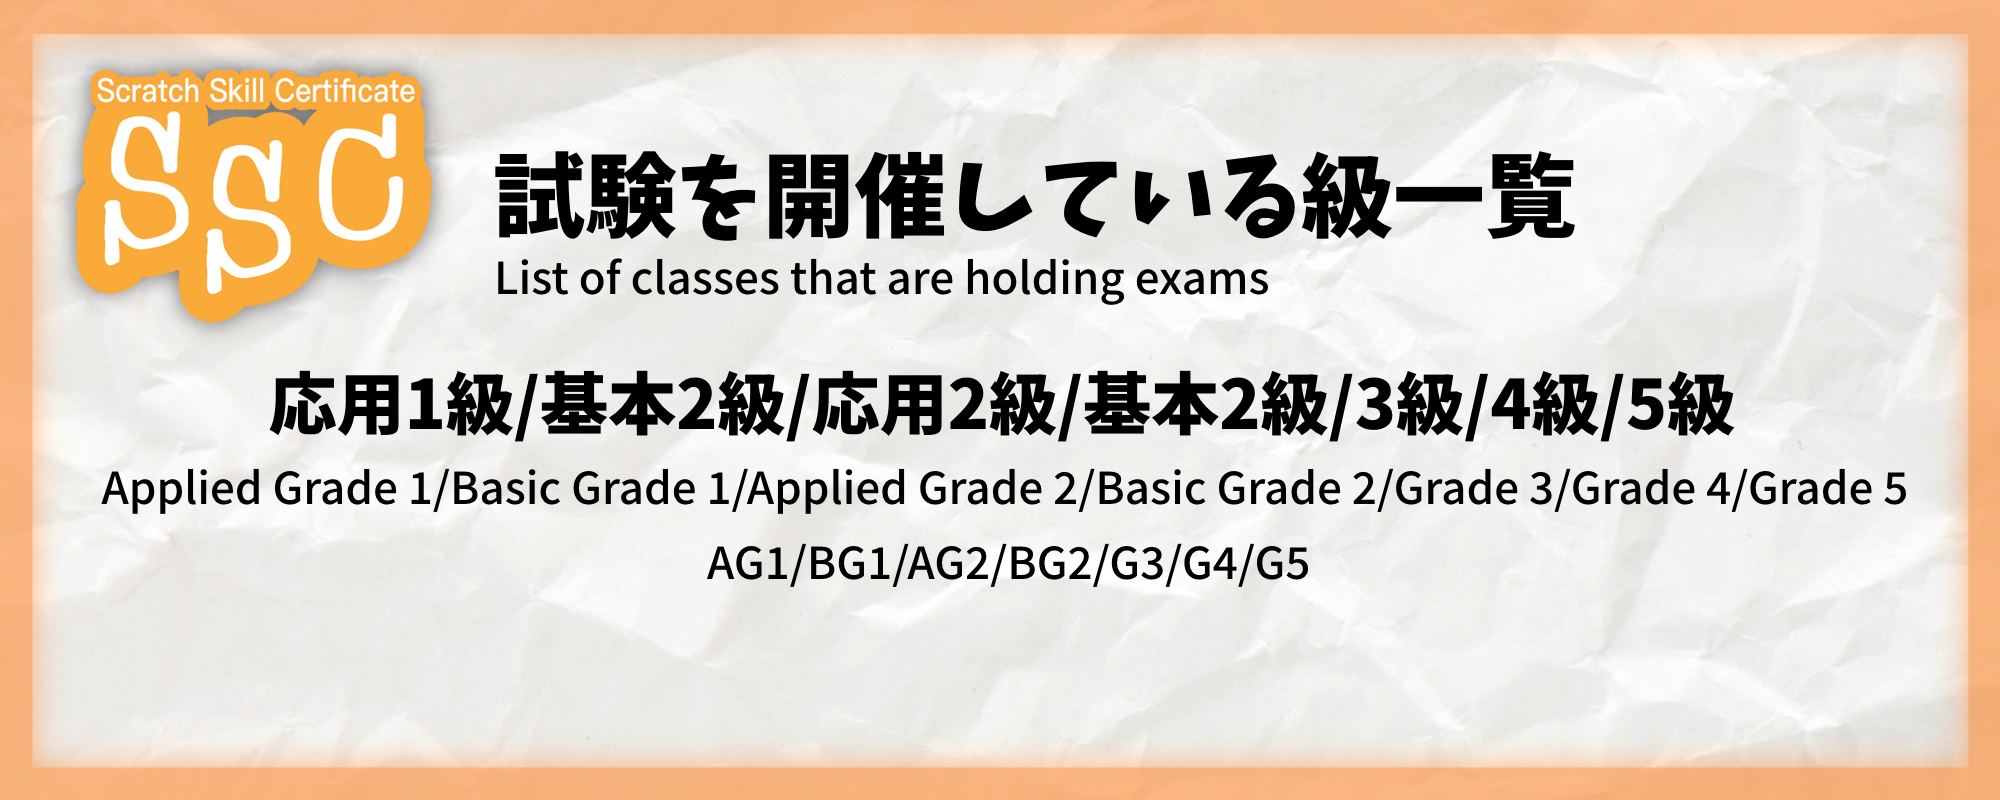 Scratch Skill Certificate
SSC
試験を開催している級一覧
List of classes that are holding exams
応用1級/基本2級/応用2級/基本2級/3級/4級/5級
Applied Grade 1/Basic Grade 1/Applied Grade 2/Basic Grade 2/Grade 3/Grade 4/Grade 5
AG1/BG1/AG2/BG2/G3/G4/G5